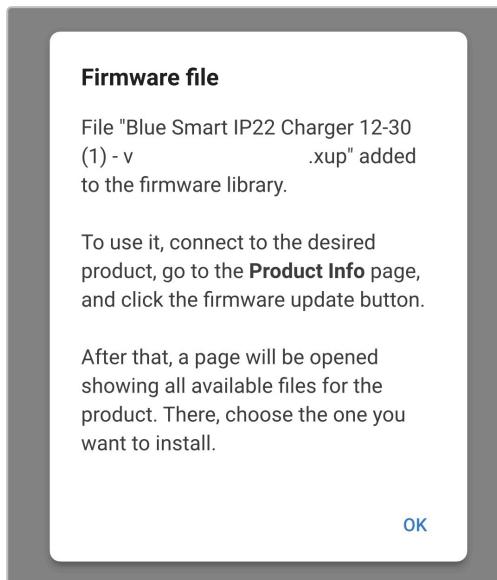 Firmware file
File "Blue Smart IP22 Charger 12-30
(1) - v .xup" added
to the firmware library.
To use it, connect to the desired
product, go to the Product Info page,
and click the firmware update button.
After that, a page will be opened
showing all available files for the
product. There, choose the one you
want to install.
OK